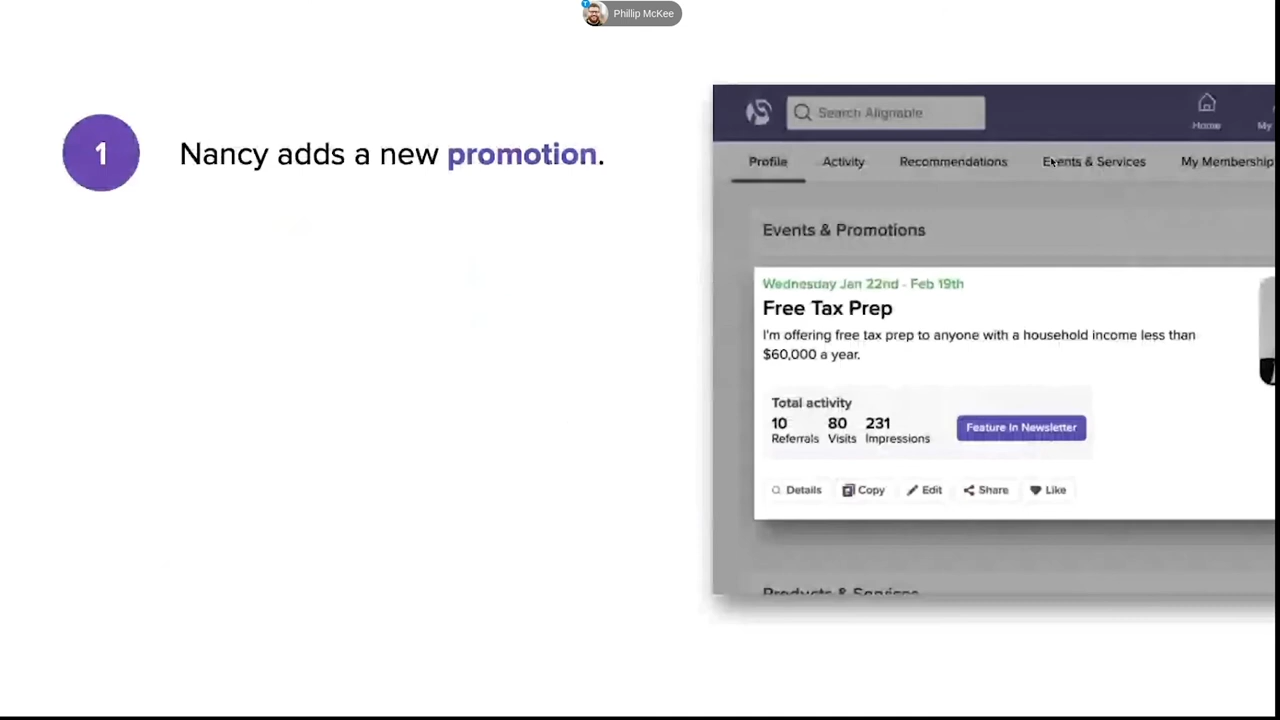 Phillip McKee
1
Nancy adds a new promotion.
Search Alignable
Home
My
Profile
Activity
Recommendations
Events & Services
My Membership
Events & Promotions
Wednesday Jan 22nd - Feb 19th
Free Tax Prep
I'm offering free tax prep to anyone with a household income less than
$60,000 a year.
Total activity
10 80 231
Referrals Visits Impressions
Feature In Newsletter
Details Copy Edit Share Like
Products & Services